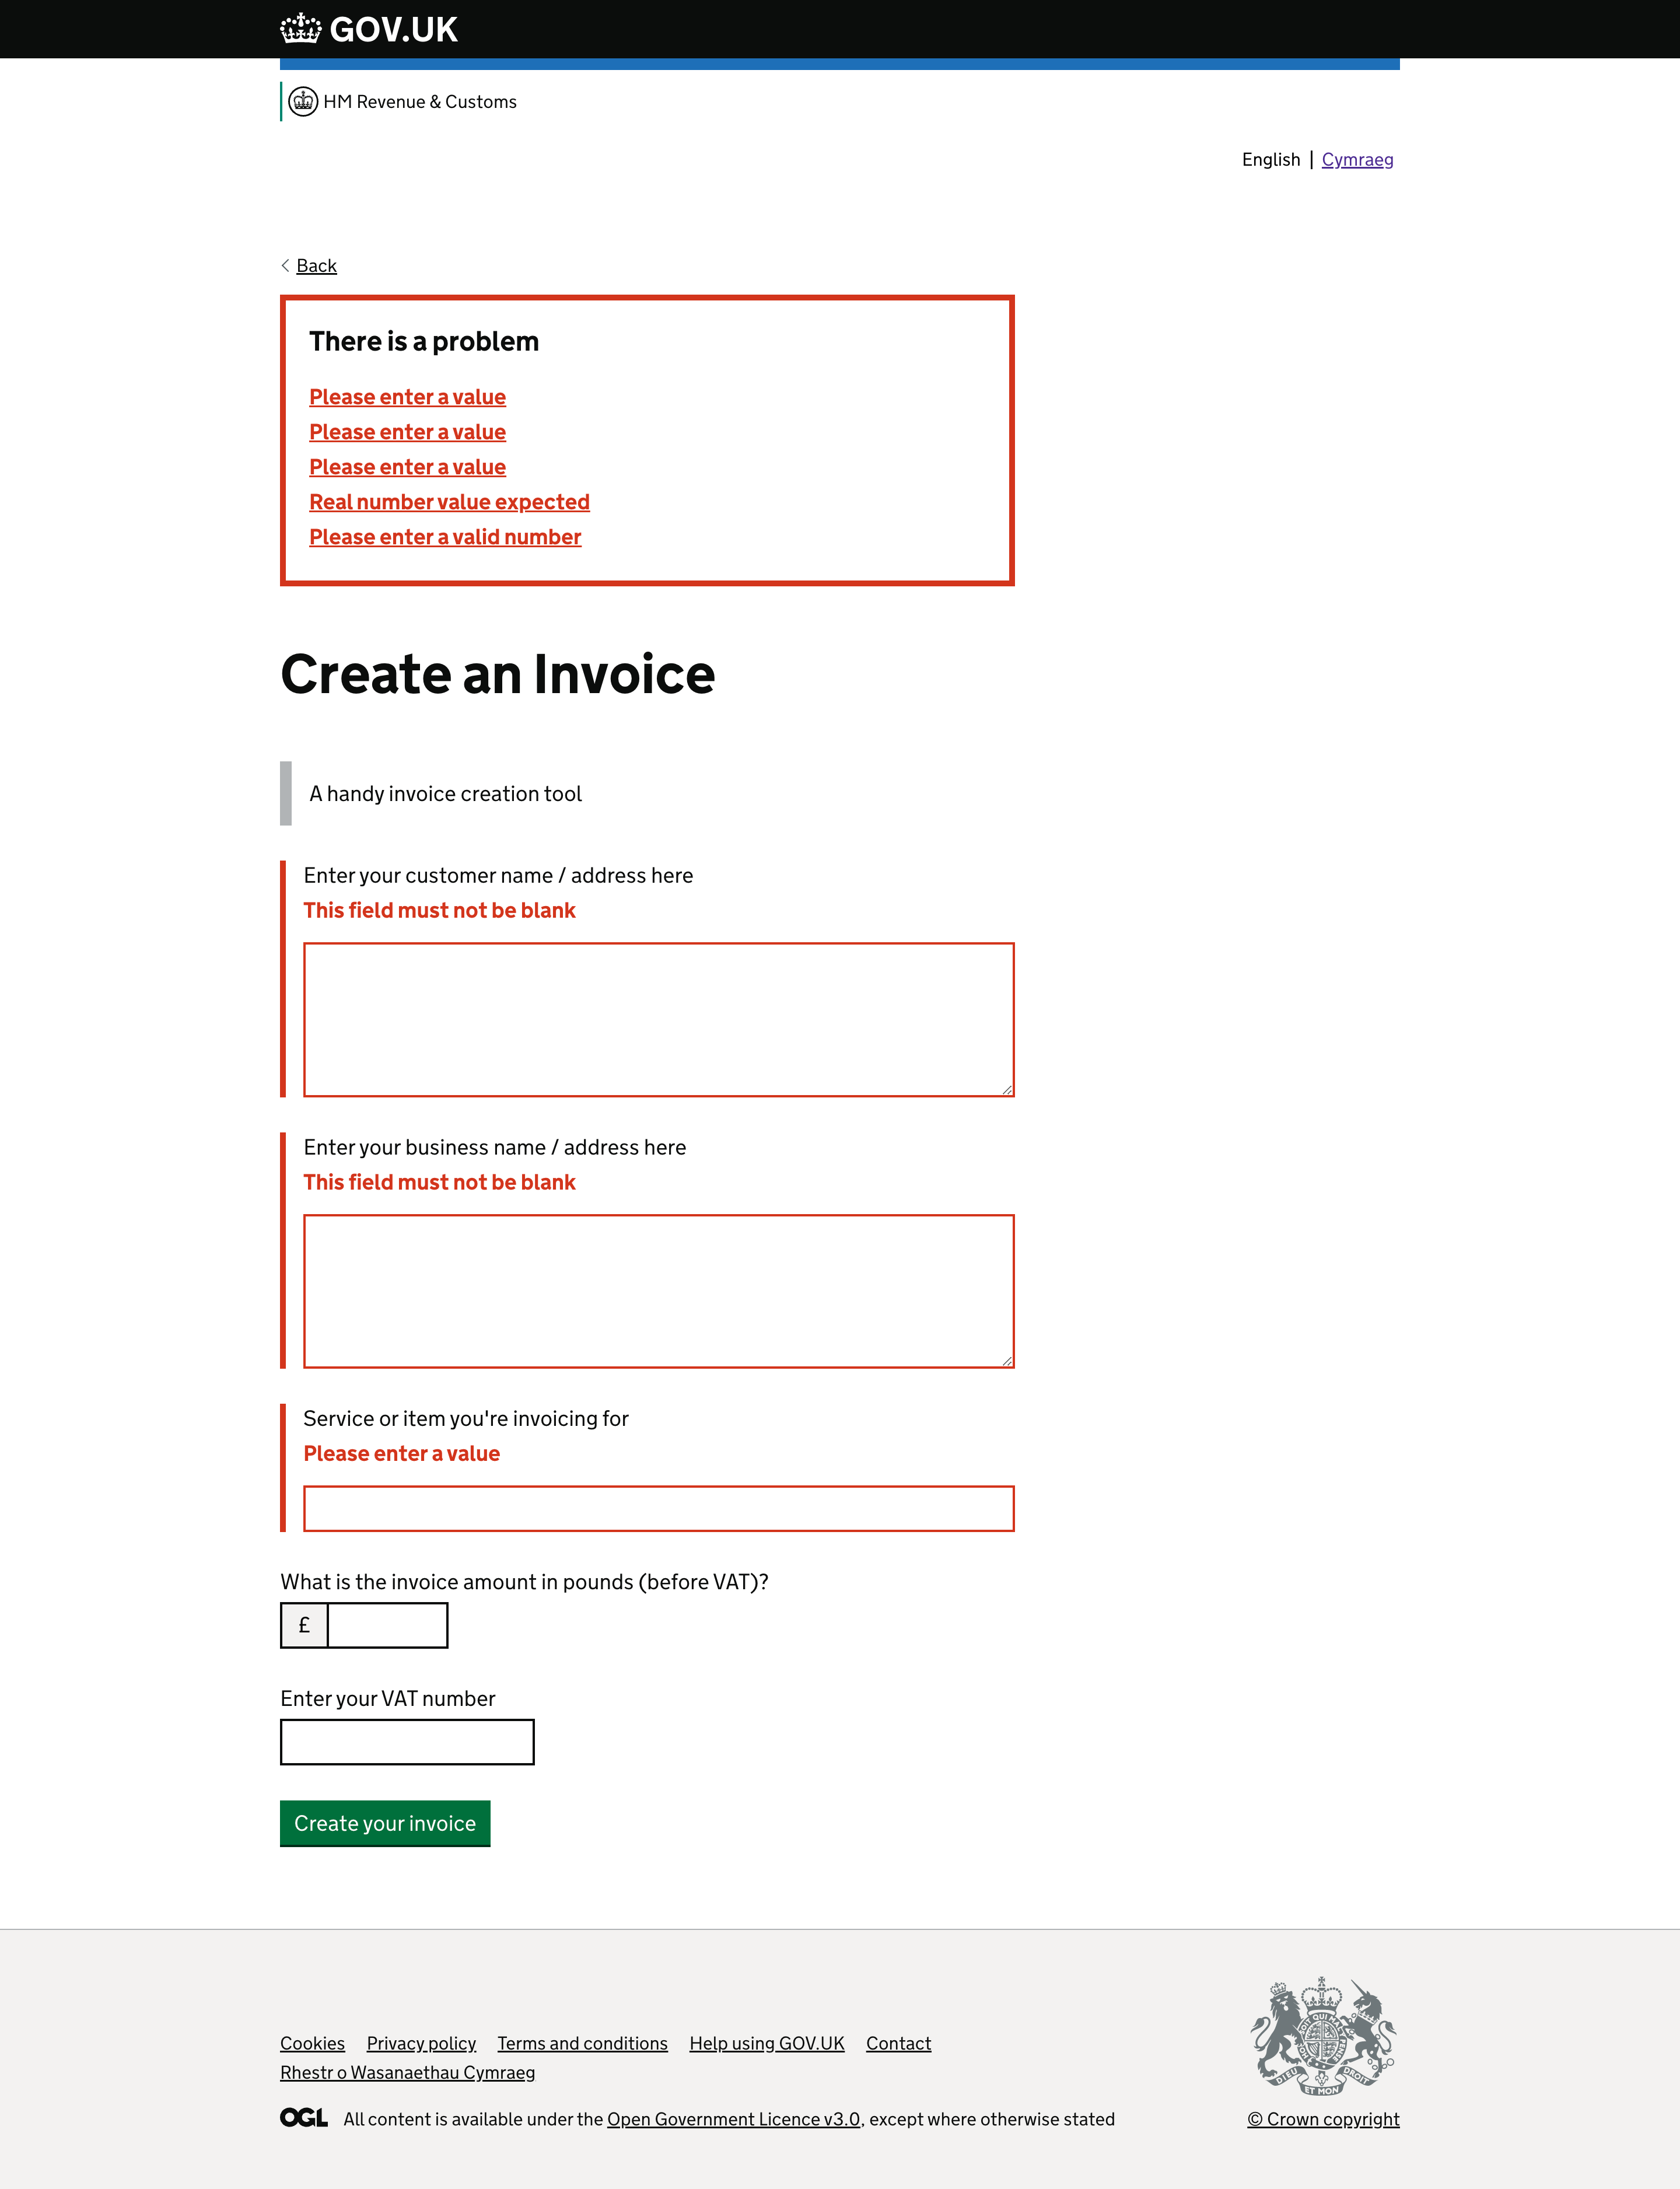 GOV.UK
HM Revenue & Customs
English | Cymraeg
Back
There is a problem
Please enter a value
Please enter a value
Please enter a value
Real number value expected
Please enter a valid number
Create an Invoice
A handy invoice creation tool
Enter your customer name / address here
This field must not be blank
Enter your business name / address here
This field must not be blank
Service or item you're invoicing for
Please enter a value
What is the invoice amount in pounds (before VAT)?
£
Enter your VAT number
Create your invoice
Cookies Privacy policy Terms and conditions Help using GOV.UK Contact
Rhestr o Wasanaethau Cymraeg
OGL All content is available under the Open Government Licence v3.0, except where otherwise stated
DIEU ET MON DROIT
© Crown copyright